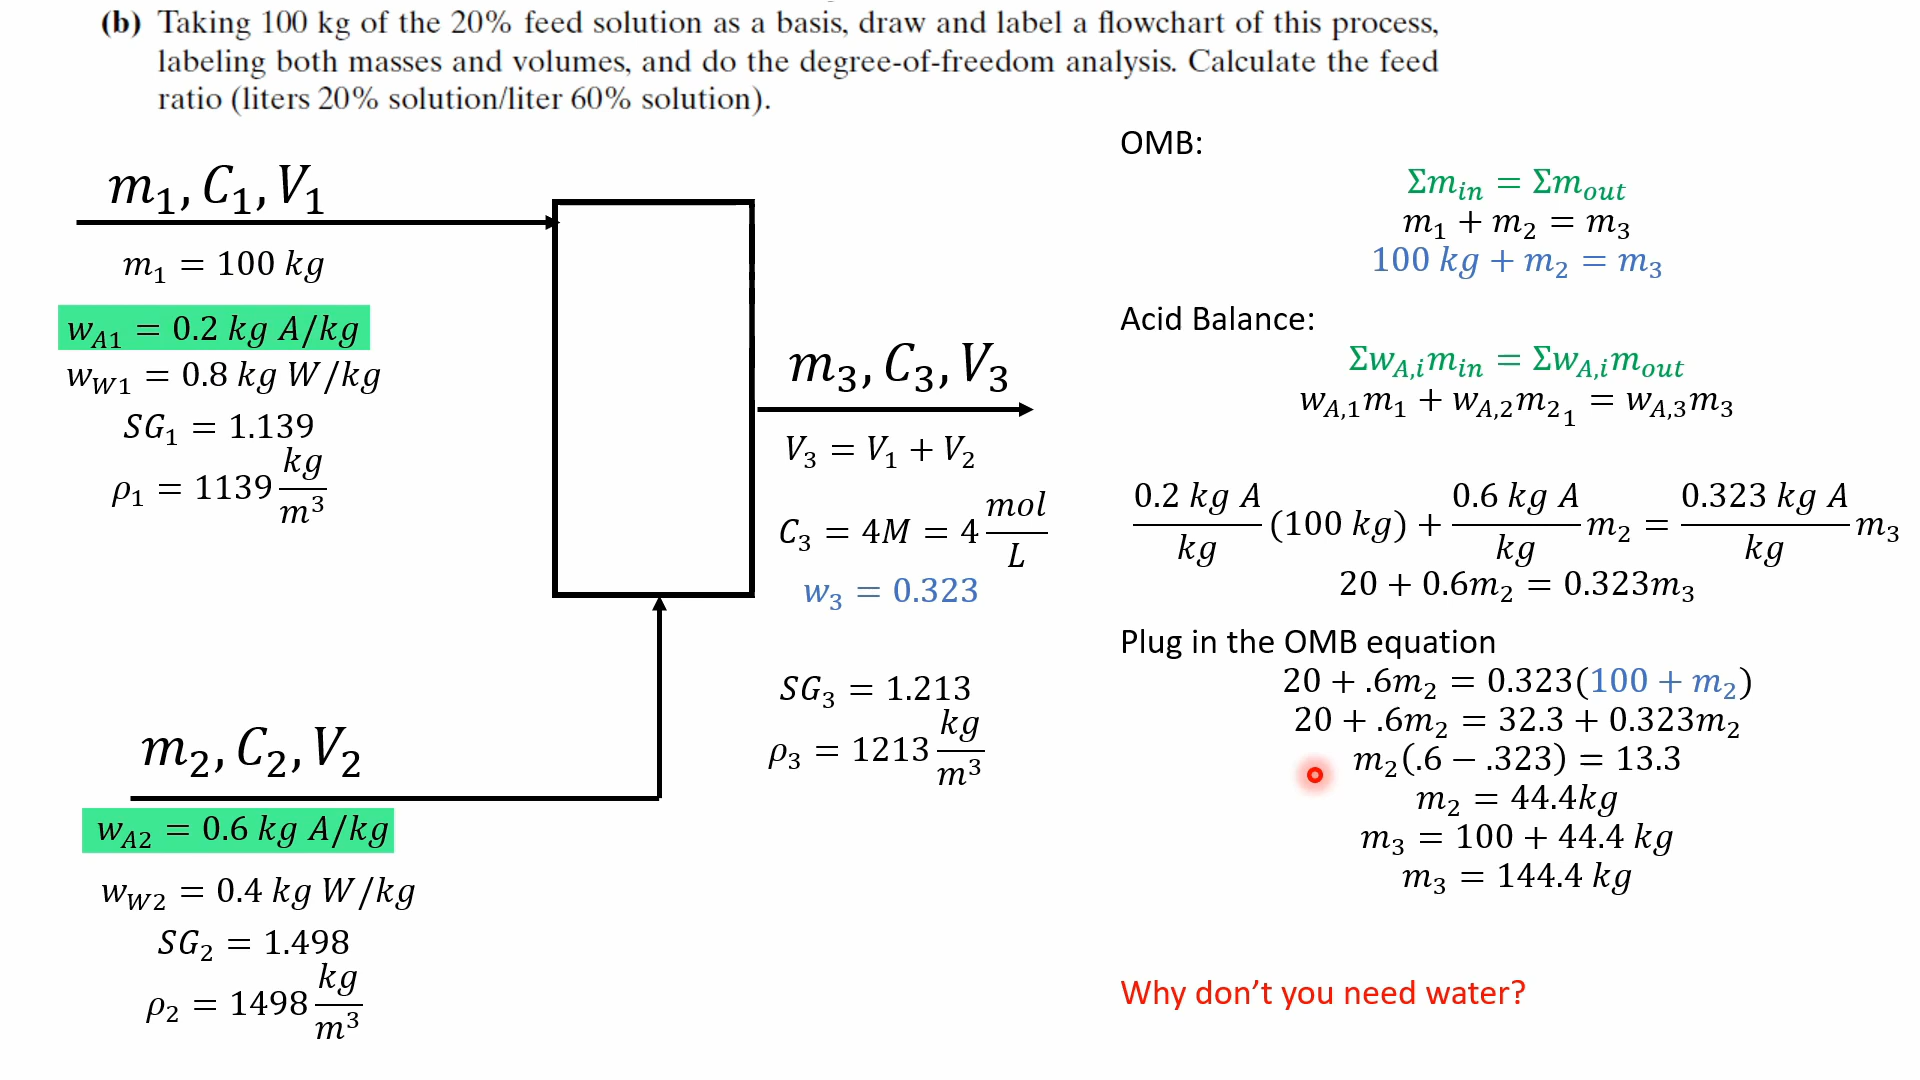 (b) Taking 100 kg of the 20% feed solution as a basis, draw and label a flowchart of this process,
labeling both masses and volumes, and do the degree-of-freedom analysis. Calculate the feed
ratio (liters 20% solution/liter 60% solution).
m₁, C₁, V₁
m₁ = 100 kg
w_A1 = 0.2 kg A/kg
w_W1 = 0.8 kg W/kg
SG₁ = 1.139
ρ₁ = 1139 kg/m³
m₂, C₂, V₂
w_A2 = 0.6 kg A/kg
w_W2 = 0.4 kg W/kg
SG₂ = 1.498
ρ₂ = 1498 kg/m³
m₃, C₃, V₃
V₃ = V₁ + V₂
C₃ = 4M = 4 mol/L
w₃ = 0.323
SG₃ = 1.213
ρ₃ = 1213 kg/m³
OMB:
Σm_in = Σm_out
m₁ + m₂ = m₃
100 kg + m₂ = m₃
Acid Balance:
Σw_A,i m_in = Σw_A,i m_out
w_A,1 m₁ + w_A,2 m₂₁ = w_A,3 m₃
0.2 kg A/kg (100 kg) + 0.6 kg A/kg m₂ = 0.323 kg A/kg m₃
20 + 0.6m₂ = 0.323m₃
Plug in the OMB equation
20 + .6m₂ = 0.323(100 + m₂)
20 + .6m₂ = 32.3 + 0.323m₂
m₂(.6 − .323) = 13.3
m₂ = 44.4kg
m₃ = 100 + 44.4 kg
m₃ = 144.4 kg
Why don’t you need water?